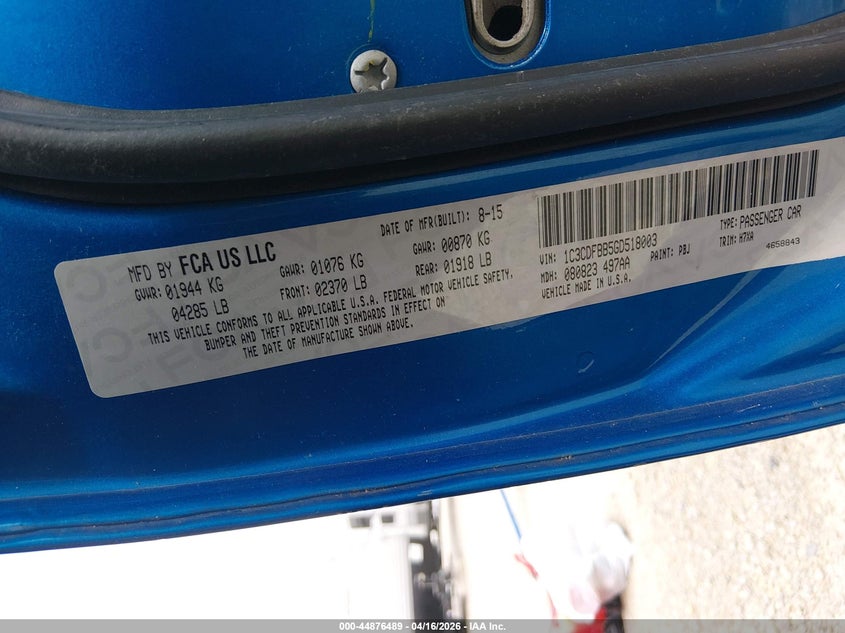 MFD BY FCA US LLC
DATE OF MFR(BUILT): 8-15
GVWR: 01944 KG
04285 LB
GAWR: 01076 KG
FRONT: 02370 LB
GAWR: 00870 KG
REAR: 01918 LB
THIS VEHICLE CONFORMS TO ALL APPLICABLE U.S.A. FEDERAL MOTOR VEHICLE SAFETY,
BUMPER AND THEFT PREVENTION STANDARDS IN EFFECT ON
THE DATE OF MANUFACTURE SHOWN ABOVE.
VIN: 1C3CDFBB5GD518003
TYPE: PASSENGER CAR
MDH: 080823 497AA
PAINT: PBJ
TRIM: H7XA
VEHICLE MADE IN U.S.A.
4658843
000-44876489 - 04/16/2026 - IAA Inc.